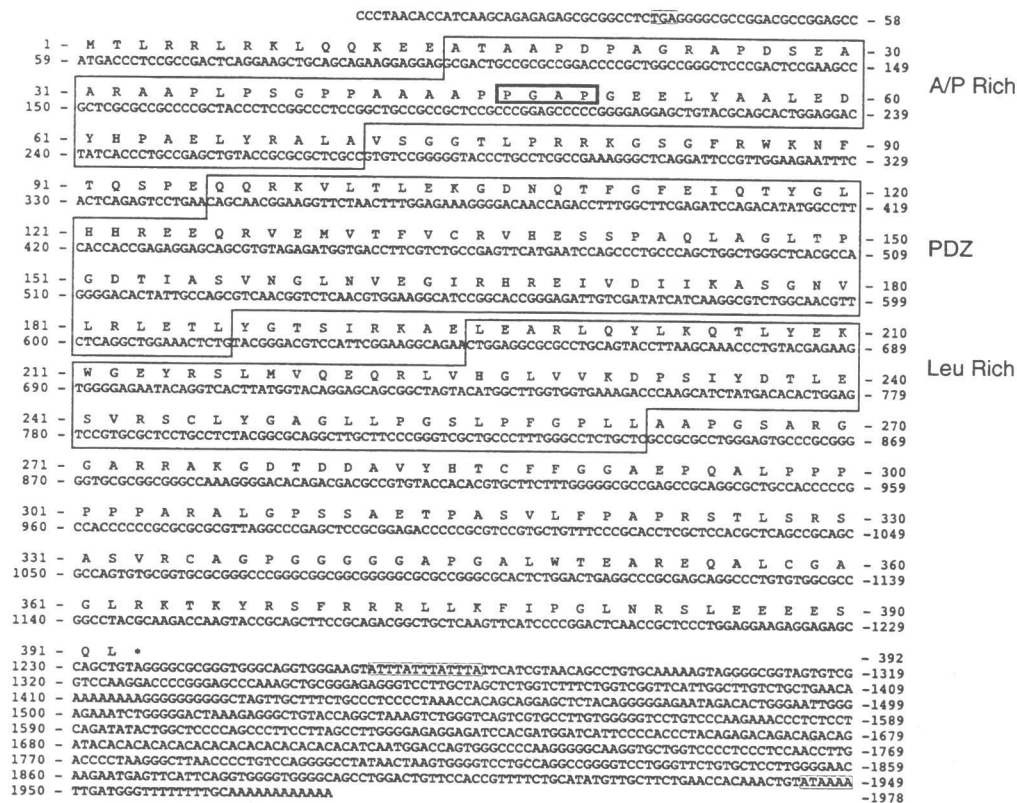 CCCTAACACCATCAAGCAGAGAGAGCGCGGCCTCTGAGGGGCGCCGGACGCCGGAGCC - 58
1 - M T L R R L R K L Q Q K E E A T A A P D P A G R A P D S E A - 30
59 - ATGACCCTCCGCCGACTCAGGAAGCTGCAGCAGAAGGAGGAGGCGACTGCCGCGCCGGACCCCGCTGGCCGGGCTCCCGACTCCGAAGCC - 149
A/P Rich
31 - A R A A P L P S G P P A A A A P P G A P G E E L Y A A L E D - 60
150 - GCTCGCGCCGCCCCGCTACCCTCCGGCCCTCCGGCTGCCGCCGCTCCGCCCGGAGCCCCCGGGGAGGAGCTGTACGCAGCACTGGAGGAC - 239
61 - Y H P A E L Y R A L A V S G G T L P R R K G S G F R W K N F - 90
240 - TATCACCCTGCCGAGCTGTACCGCGCGCTCGCCGTGTCCGGGGGTACCCTGCCTCGCCGAAAGGGCTCAGGATTCCGTTGGAAGAATTTC - 329
91 - T Q S P E Q Q R K V L T L E K G D N Q T F G F E I Q T Y G L - 120
330 - ACTCAGAGTCCTGAACAGCAACGGAAGGTTCTAACTTTGGAGAAAGGGGACAACCAGACCTTTGGCTTCGAGATCCAGACATATGGCCTT - 419
121 - H H R E E Q R V E M V T F V C R V H E S S P A Q L A G L T P - 150
420 - CACCACCGAGAGGAGCAGCGTGTAGAGATGGTGACCTTCGTCTGCCGAGTTCATGAATCCAGCCCTGCCCAGCTGGCTGGGCTCACGCCA - 509
PDZ
151 - G D T I A S V N G L N V E G I R H R E I V D I I K A S G N V - 180
510 - GGGGACACTATTGCCAGCGTCAACGGTCTCAACGTGGAAGGCATCCGGCACCGGGAGATTGTCGATATCATCAAGGCGTCTGGCAACGTT - 599
181 - L R L E T L Y G T S I R K A E L E A R L Q Y L K Q T L Y E K - 210
600 - CTCAGGCTGGAAACTCTGTACGGGACGTCCATTCGGAAGGCAGAACTGGAGGCGCGCCTGCAGTACCTTAAGCAAACCCTGTACGAGAAG - 689
211 - W G E Y R S L M V Q E Q R L V H G L V V K D P S I Y D T L E - 240
690 - TGGGGAGAATACAGGTCACTTATGGTACAGGAGCAGCGGCTAGTACATGGCTTGGTGGTGAAAGACCCAAGCATCTATGACACACTGGAG - 779
Leu Rich
241 - S V R S C L Y G A G L L P G S L P F G P L L A A P G S A R G - 270
780 - TCCGTGCGCTCCTGCCTCTACGGCGCAGGCTTGCTTCCCGGGTCGCTGCCCTTTGGGCCTCTGCTCGCCGCGCCTGGGAGTGCCCGCGGG - 869
271 - G A R R A K G D T D D A V Y H T C F F G G A E P Q A L P P P - 300
870 - GGTGCGCGGCGGGCCAAAGGGGACACAGACGACGCCGTGTACCACACGTGCTTCTTTGGGGGCGCCGAGCCGCAGGCGCTGCCACCCCCG - 959
301 - P P P A R A L G P S S A E T P A S V L F P A P R S T L S R S - 330
960 - CCACCCCCCGCGCGCGCGTTAGGCCCGAGCTCCGCGGAGACCCCCGCGTCCGTGCTGTTTCCCGCACCTCGCTCCACGCTCAGCCGCAGC -1049
331 - A S V R C A G P G G G G G A P G A L W T E A R E Q A L C G A - 360
1050 - GCCAGTGTGCGGTGCGCGGGCCCGGGCGGCGGCGGGGGCGCGCCGGGCGCACTCTGGACTGAGGCCCGCGAGCAGGCCCTGTGTGGCGCC -1139
361 - G L R K T K Y R S F R R R L L K F I P G L N R S L E E E E S - 390
1140 - GGCCTACGCAAGACCAAGTACCGCAGCTTCCGCAGACGGCTGCTCAAGTTCATCCCCGGACTCAACCGCTCCCTGGAGGAAGAGGAGAGC -1229
391 - Q L * - 392
1230 - CAGCTGTAGGGGCGCGGGTGGGCAGGTGGGAAGTATTTATTTATTTATTCATCGTAACAGCCTGTGCAAAAAGTAGGGGCGGTAGTGTCG -1319
1320 - GTCCAAGGACCCCGGGAGCCCAAAGCTGCGGGAGAGGGTCCTTGCTAGCTCTGGTCTTTCTGGTCGGTTCATTGGCTTGTCTGCTGAACA -1409
1410 - AAAAAAAAAGGGGGGGGGCTAGTTGCTTTCTGCCCTCCCCTAAACCACAGCAGGAGCTCTACAGGGGGAGAATAGACACTGGGAATTGGG -1499
1500 - AGAAATCTGGGGGACTAAAGAGGGCTGTACCAGGCTAAAGTCTGGGTCAGTCGTGCCTTGTGGGGGTCCTGTCCCAAGAAACCCTCTCCT -1589
1590 - CAGATATACTGGCTCCCCAGCCCTTCCTTAGCCTTGGGGAGAGGAGATCCACGATGGATCATTCCCCACCCTACAGAGACAGACAGACAG -1679
1680 - ATACACACACACACACACACACACACACACATCAATGGACCAGTGGGCCCCAAGGGGGCAAGGTGCTGGTCCCCTCCCTCCAACCTTG -1769
1770 - ACCCCTAAGGGCTTAACCCCTGTCCAGGGGCCTATAACTAAGTGGGGTCCTGCCAGGCCGGGGTCCTGGGTTCTGTGCTCCTTGGGGAAC -1859
1860 - AAGAATGAGTTCATTCAGGTGGGGTGGGGCAGCCTGGACTGTTCCACCGTTTTCTGCATATGTTGCTTCTGAACCACAAACTGTATAAAA -1949
1950 - TTGATGGGTTTTTTTTGCAAAAAAAAAAAA -1978